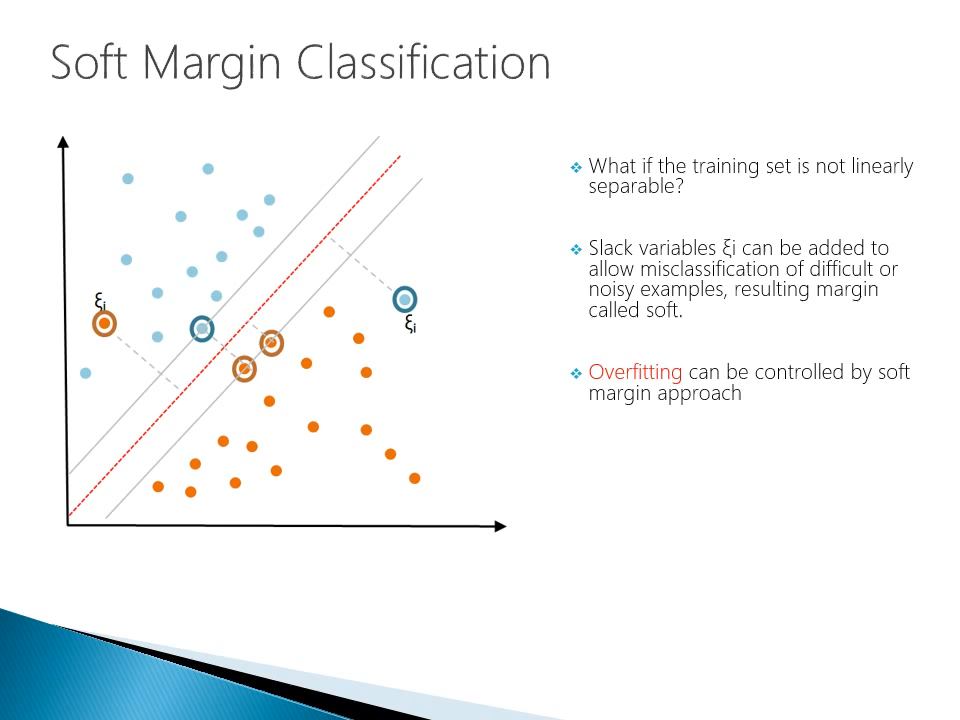 Soft Margin Classification
What if the training set is not linearly
separable?
Slack variables ξi can be added to
allow misclassification of difficult or
noisy examples, resulting margin
called soft.
Overfitting can be controlled by soft
margin approach
ξi
ξi